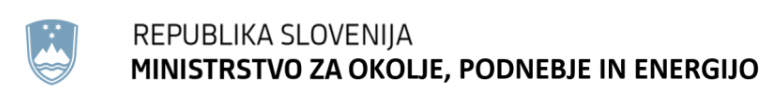 REPUBLIKA SLOVENIJA
MINISTRSTVO ZA OKOLJE, PODNEBJE IN ENERGIJO